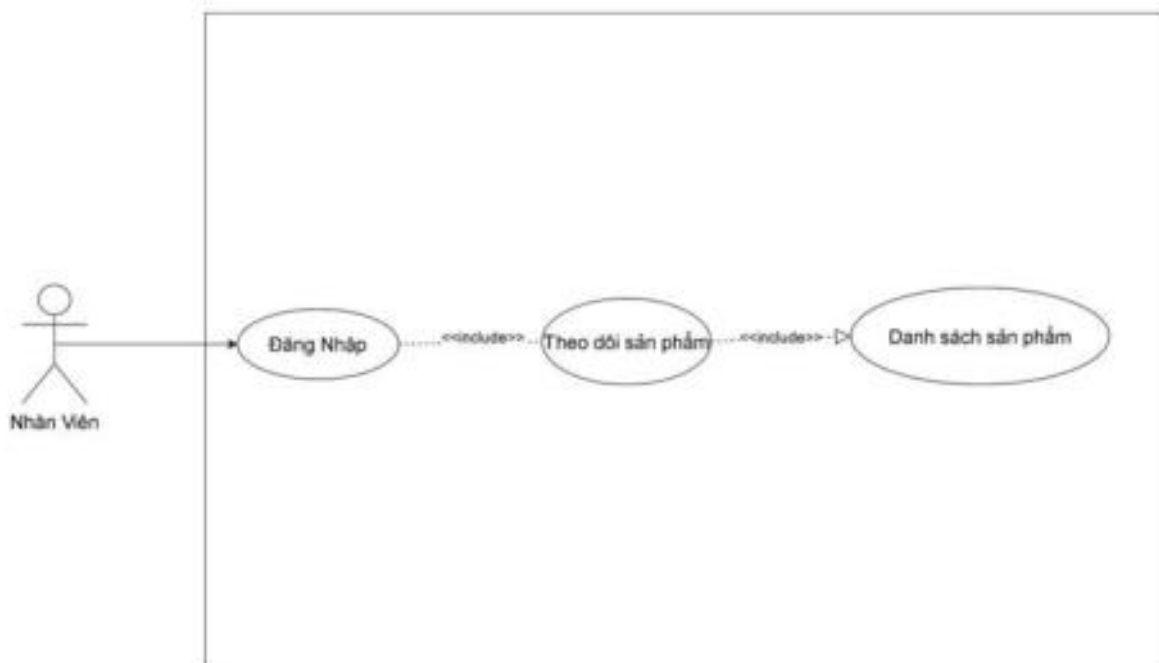 Đăng Nhập
<<include>>
Theo dõi sản phẩm
<<include>>
Danh sách sản phẩm
Nhân Viên